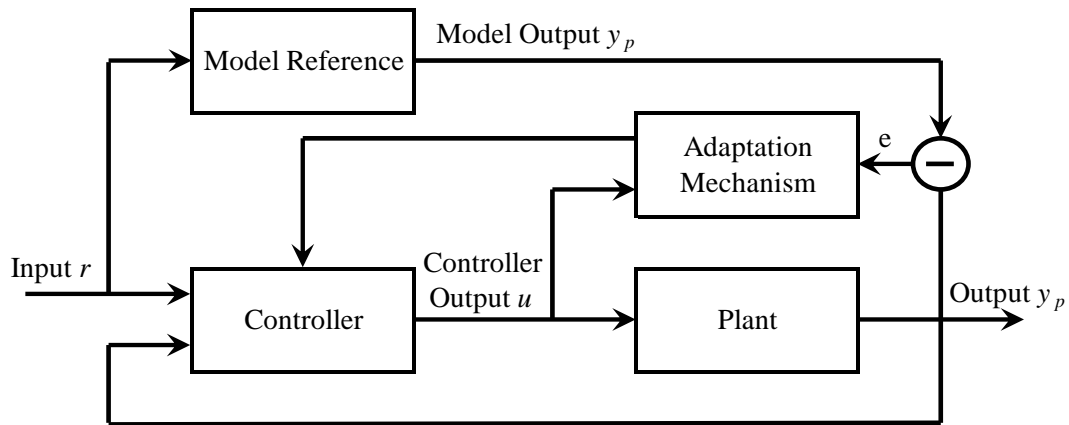 Model Output y p
Model Reference
Adaptation
Mechanism
e
Input r
Controller
Output u
Controller
Plant
Output y p